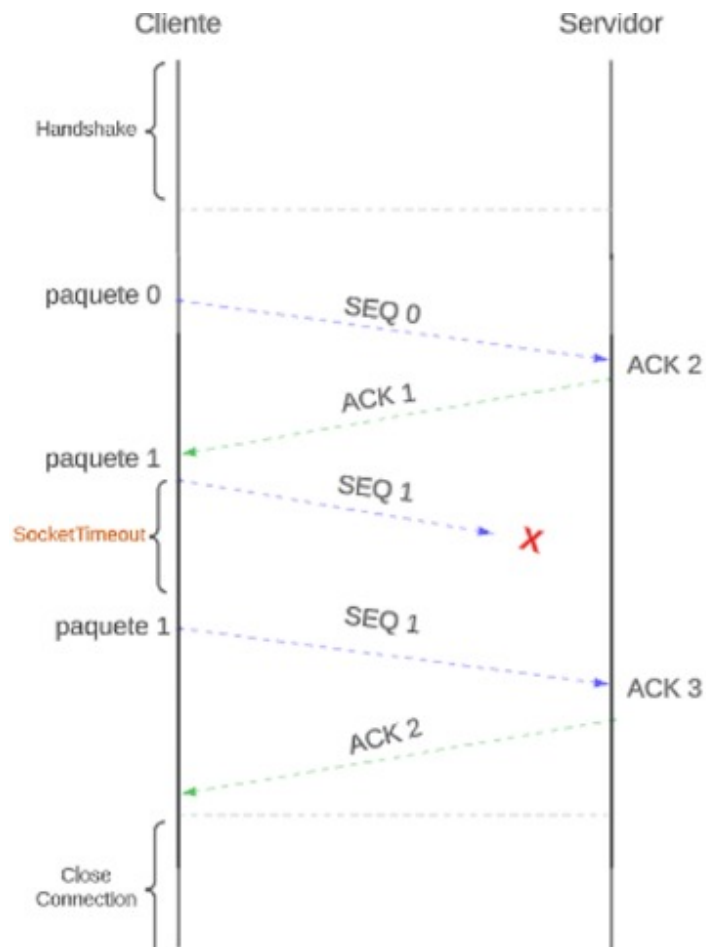 Cliente
Servidor
Handshake
paquete 0
SEQ 0
ACK 2
ACK 1
paquete 1
SEQ 1
SocketTimeout
X
paquete 1
SEQ 1
ACK 3
ACK 2
Close
Connection